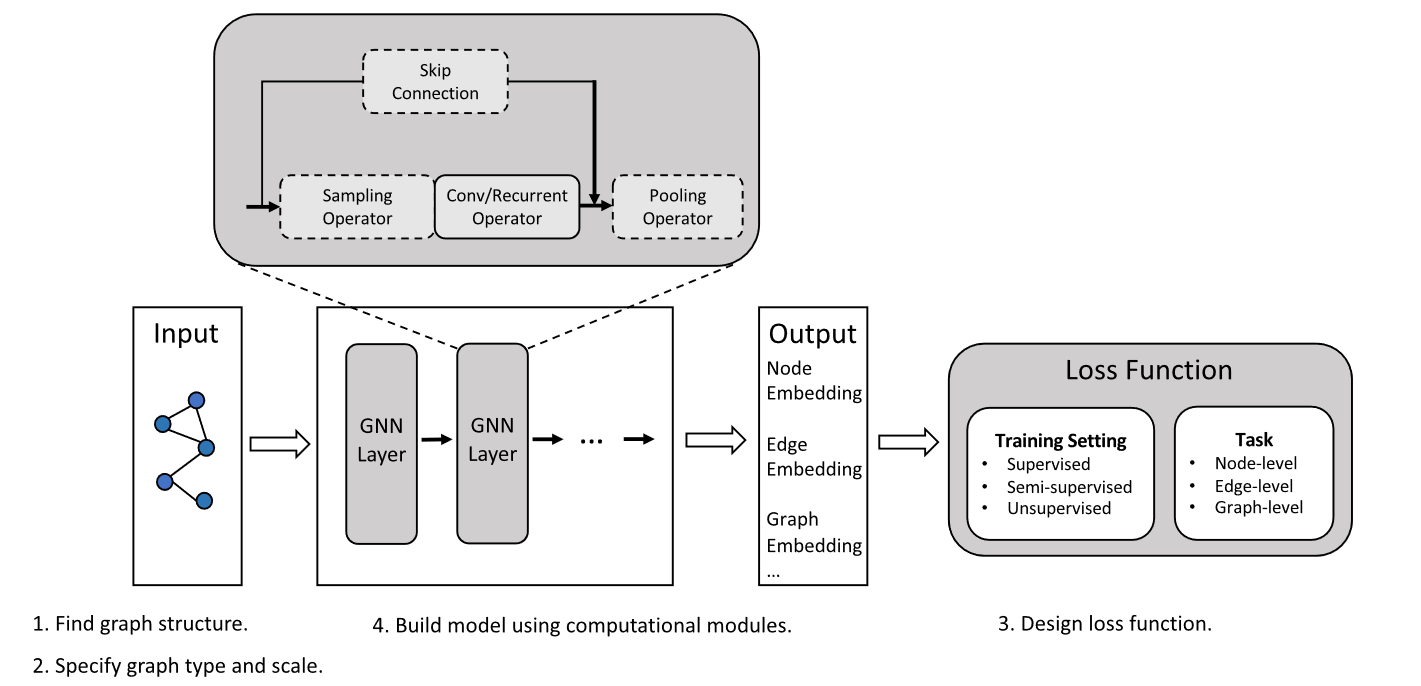 Skip
Connection
Sampling
Operator
Conv/Recurrent
Operator
Pooling
Operator
Input
GNN
Layer
GNN
Layer
...
Output
Node
Embedding
Edge
Embedding
Graph
Embedding
...
Loss Function
Training Setting
• Supervised
• Semi-supervised
• Unsupervised
Task
• Node-level
• Edge-level
• Graph-level
1. Find graph structure.
2. Specify graph type and scale.
4. Build model using computational modules.
3. Design loss function.